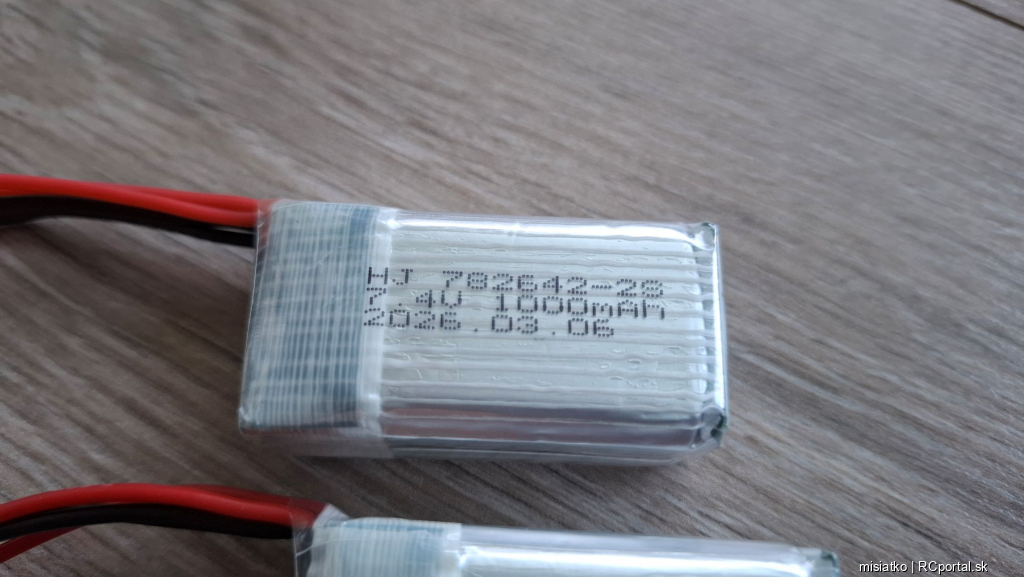 HJ 782642-2S
7.4V 1000mAh
2026.03.06
misiatko | RCportal.sk